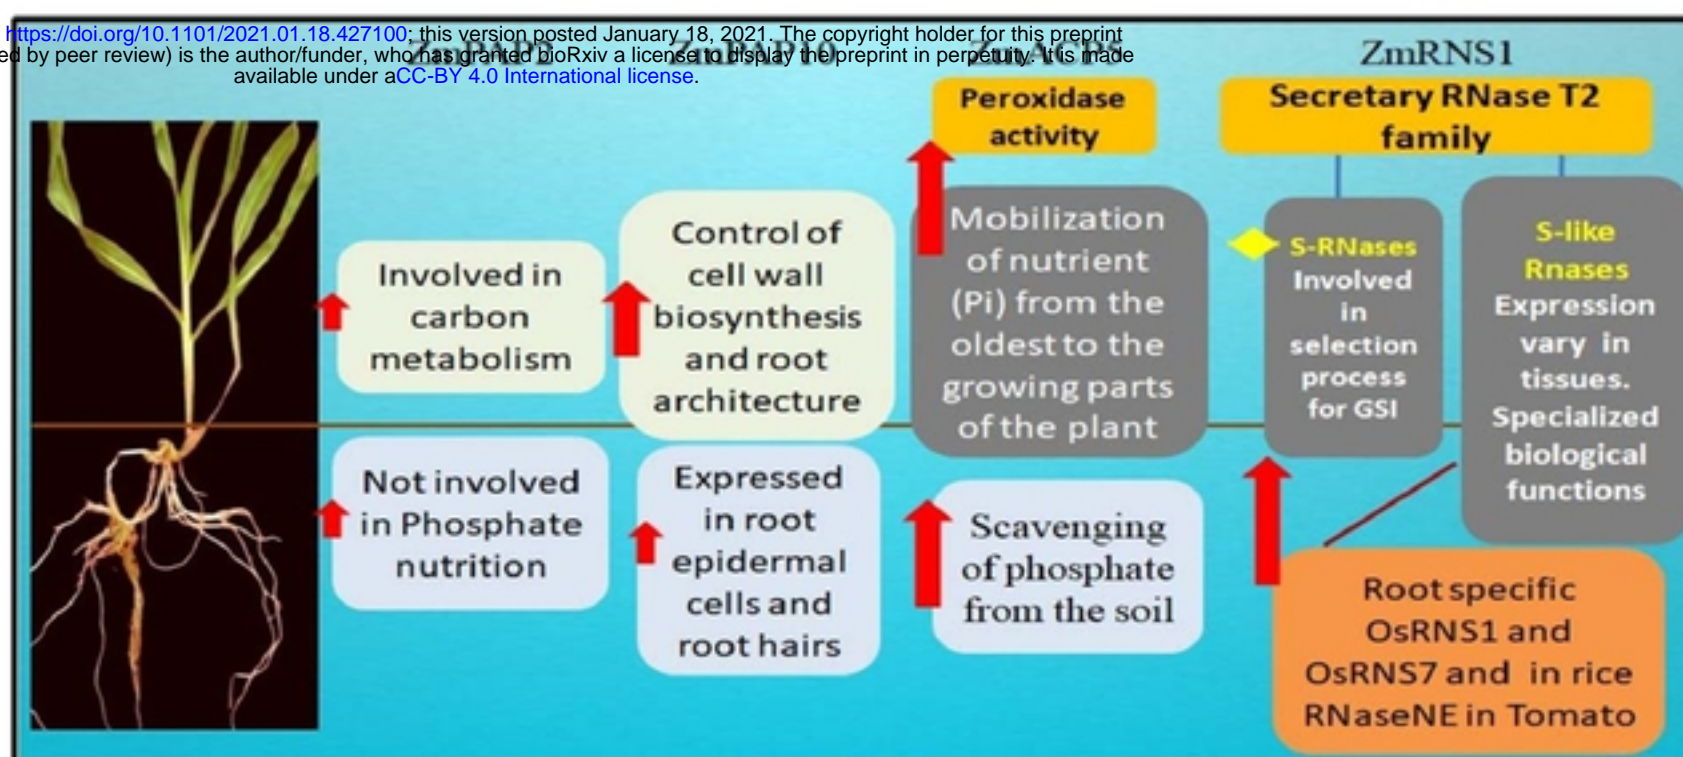 https://doi.org/10.1101/2021.01.18.427100; this version posted January 18, 2021. The copyright holder for this preprint
ed by peer review) is the author/funder, who has granted bioRxiv a license to display the preprint in perpetuity. It is made
available under aCC-BY 4.0 International license.
ZmPAP2 ZmPAP10 ZmACP5 ZmRNS1
Peroxidase
activity
Secretary RNase T2
family
Involved in
carbon
metabolism
Control of
cell wall
biosynthesis
and root
architecture
Mobilization
of nutrient
(Pi) from the
oldest to the
growing parts
of the plant
S-RNases
Involved
in
selection
process
for GSI
S-like
Rnases
Expression
vary in
tissues.
Specialized
biological
functions
Not involved
in Phosphate
nutrition
Expressed
in root
epidermal
cells and
root hairs
Scavenging
of phosphate
from the soil
Root specific
OsRNS1 and
OsRNS7 and in rice
RNaseNE in Tomato